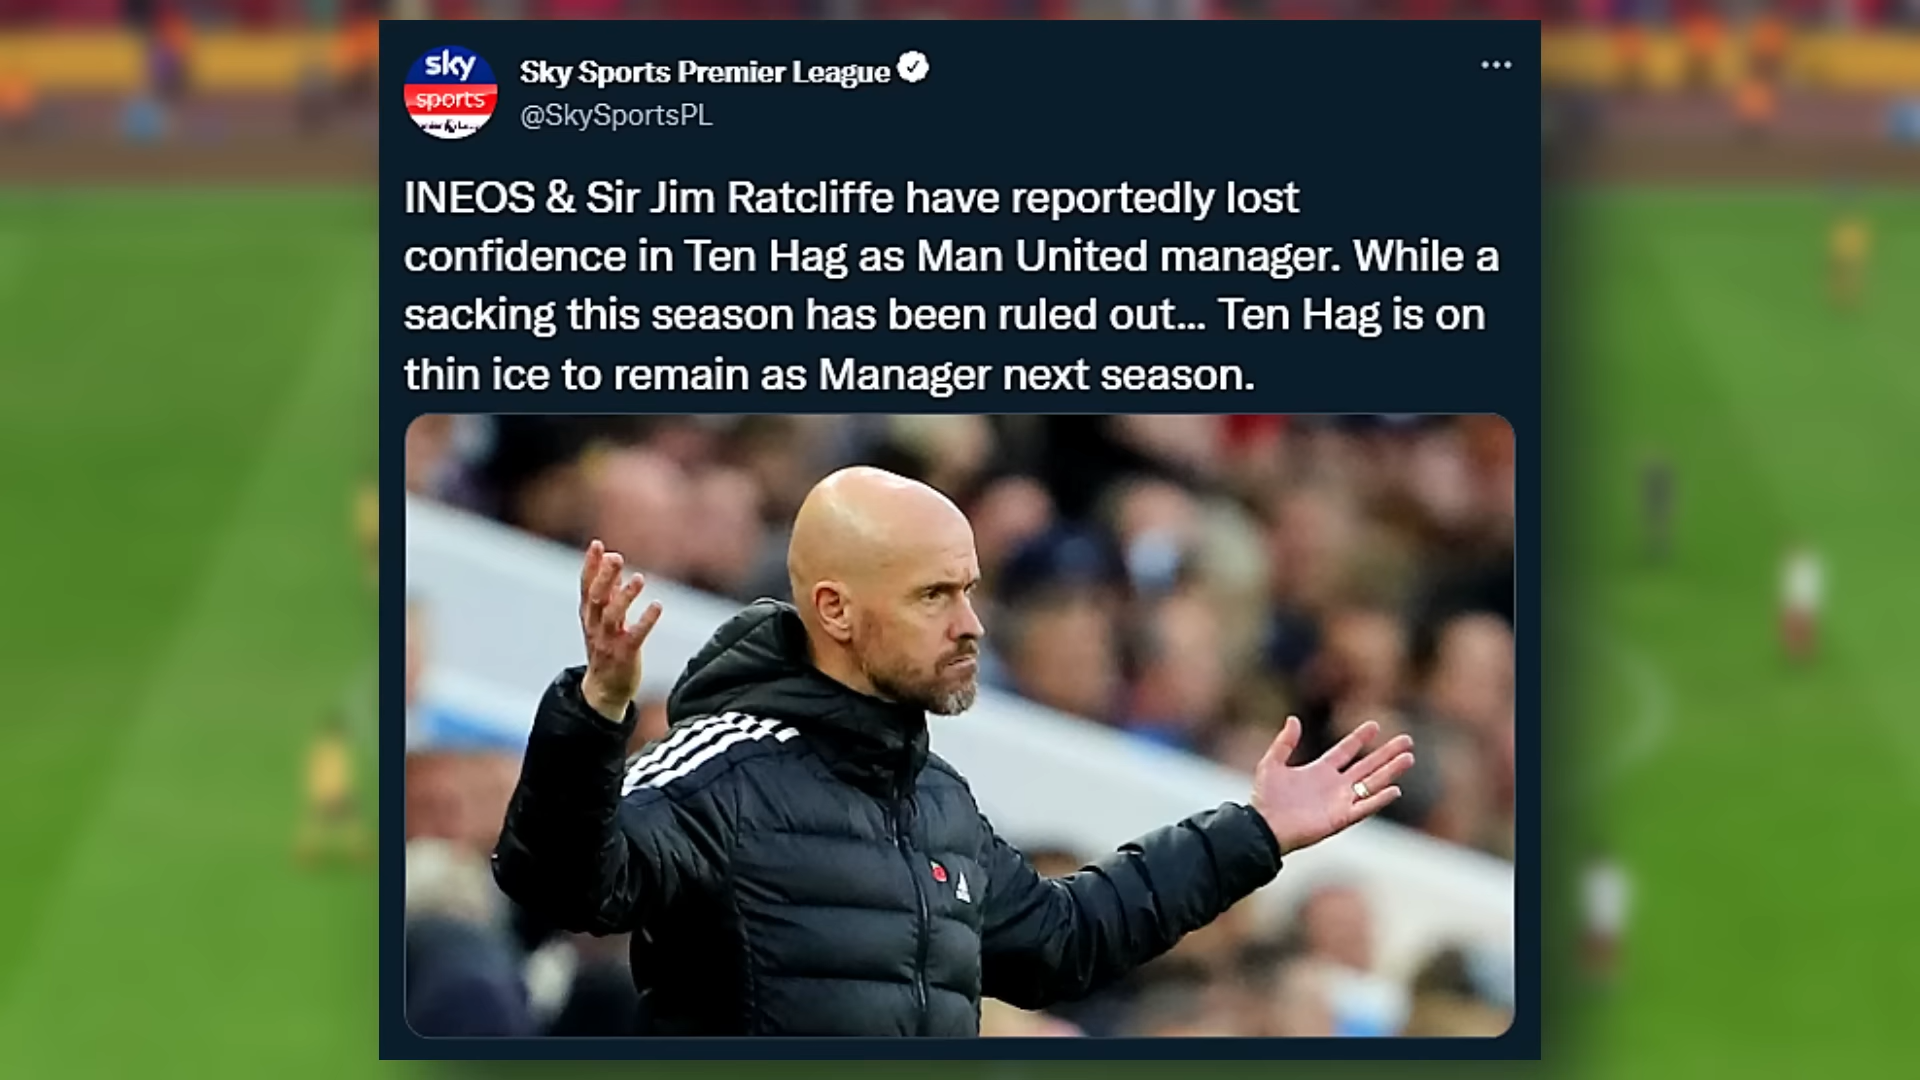 sky
sports
Sky Sports Premier League
@SkySportsPL
INEOS & Sir Jim Ratcliffe have reportedly lost
confidence in Ten Hag as Man United manager. While a
sacking this season has been ruled out... Ten Hag is on
thin ice to remain as Manager next season.